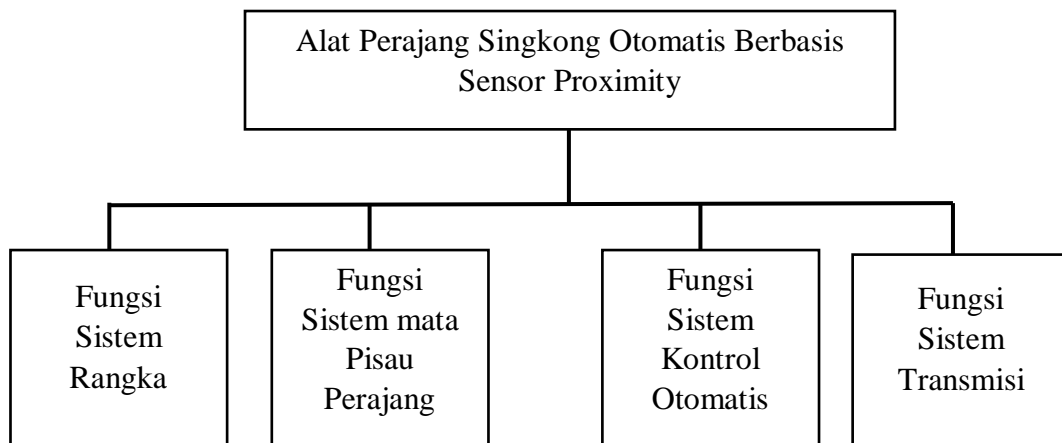 Alat Perajang Singkong Otomatis Berbasis
Sensor Proximity
Fungsi
Sistem
Rangka
Fungsi
Sistem mata
Pisau
Perajang
Fungsi
Sistem
Kontrol
Otomatis
Fungsi
Sistem
Transmisi